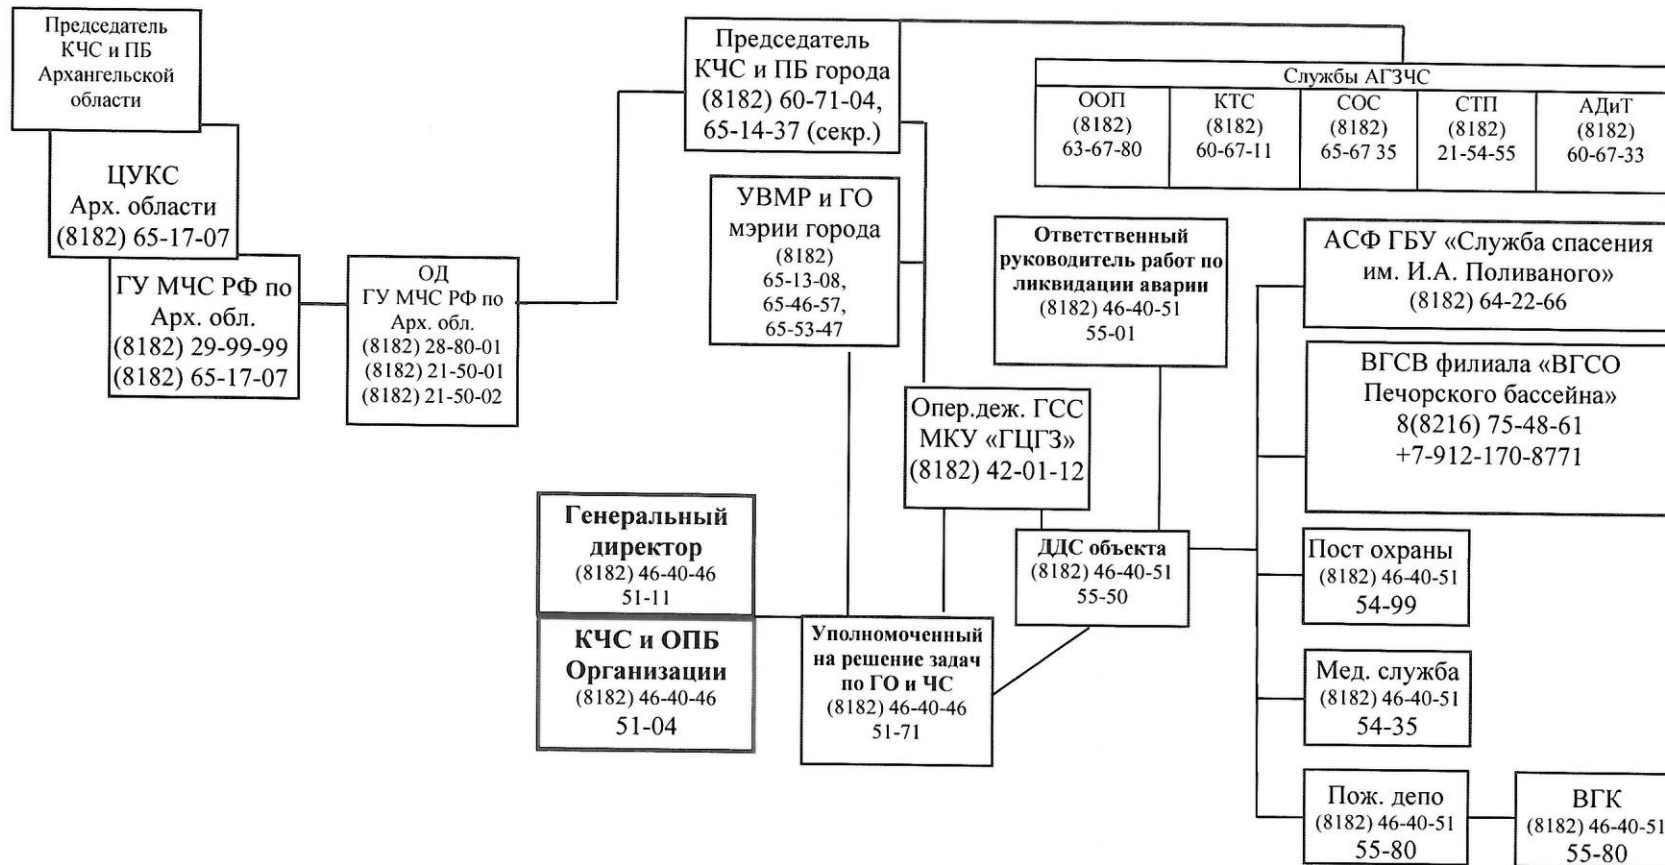 Председатель
КЧС и ПБ
Архангельской
области
ЦУКС
Арх. области
(8182) 65-17-07
ГУ МЧС РФ по
Арх. обл.
(8182) 29-99-99
(8182) 65-17-07
ОД
ГУ МЧС РФ по
Арх. обл.
(8182) 28-80-01
(8182) 21-50-01
(8182) 21-50-02
Председатель
КЧС и ПБ города
(8182) 60-71-04,
65-14-37 (секр.)
УВМР и ГО
мэрии города
(8182)
65-13-08,
65-46-57,
65-53-47
Службы АГЗЧС
ООП
(8182)
63-67-80
КТС
(8182)
60-67-11
СОС
(8182)
65-67 35
СТП
(8182)
21-54-55
АДиТ
(8182)
60-67-33
Ответственный
руководитель работ по
ликвидации аварии
(8182) 46-40-51
55-01
АСФ ГБУ «Служба спасения
им. И.А. Поливаного»
(8182) 64-22-66
ВГСВ филиала «ВГСО
Печорского бассейна»
8(8216) 75-48-61
+7-912-170-8771
Опер.деж. ГСС
МКУ «ГЦГЗ»
(8182) 42-01-12
Генеральный
директор
(8182) 46-40-46
51-11
КЧС и ОПБ
Организации
(8182) 46-40-46
51-04
Уполномоченный
на решение задач
по ГО и ЧС
(8182) 46-40-46
51-71
ДДС объекта
(8182) 46-40-51
55-50
Пост охраны
(8182) 46-40-51
54-99
Мед. служба
(8182) 46-40-51
54-35
Пож. депо
(8182) 46-40-51
55-80
ВГК
(8182) 46-40-51
55-80